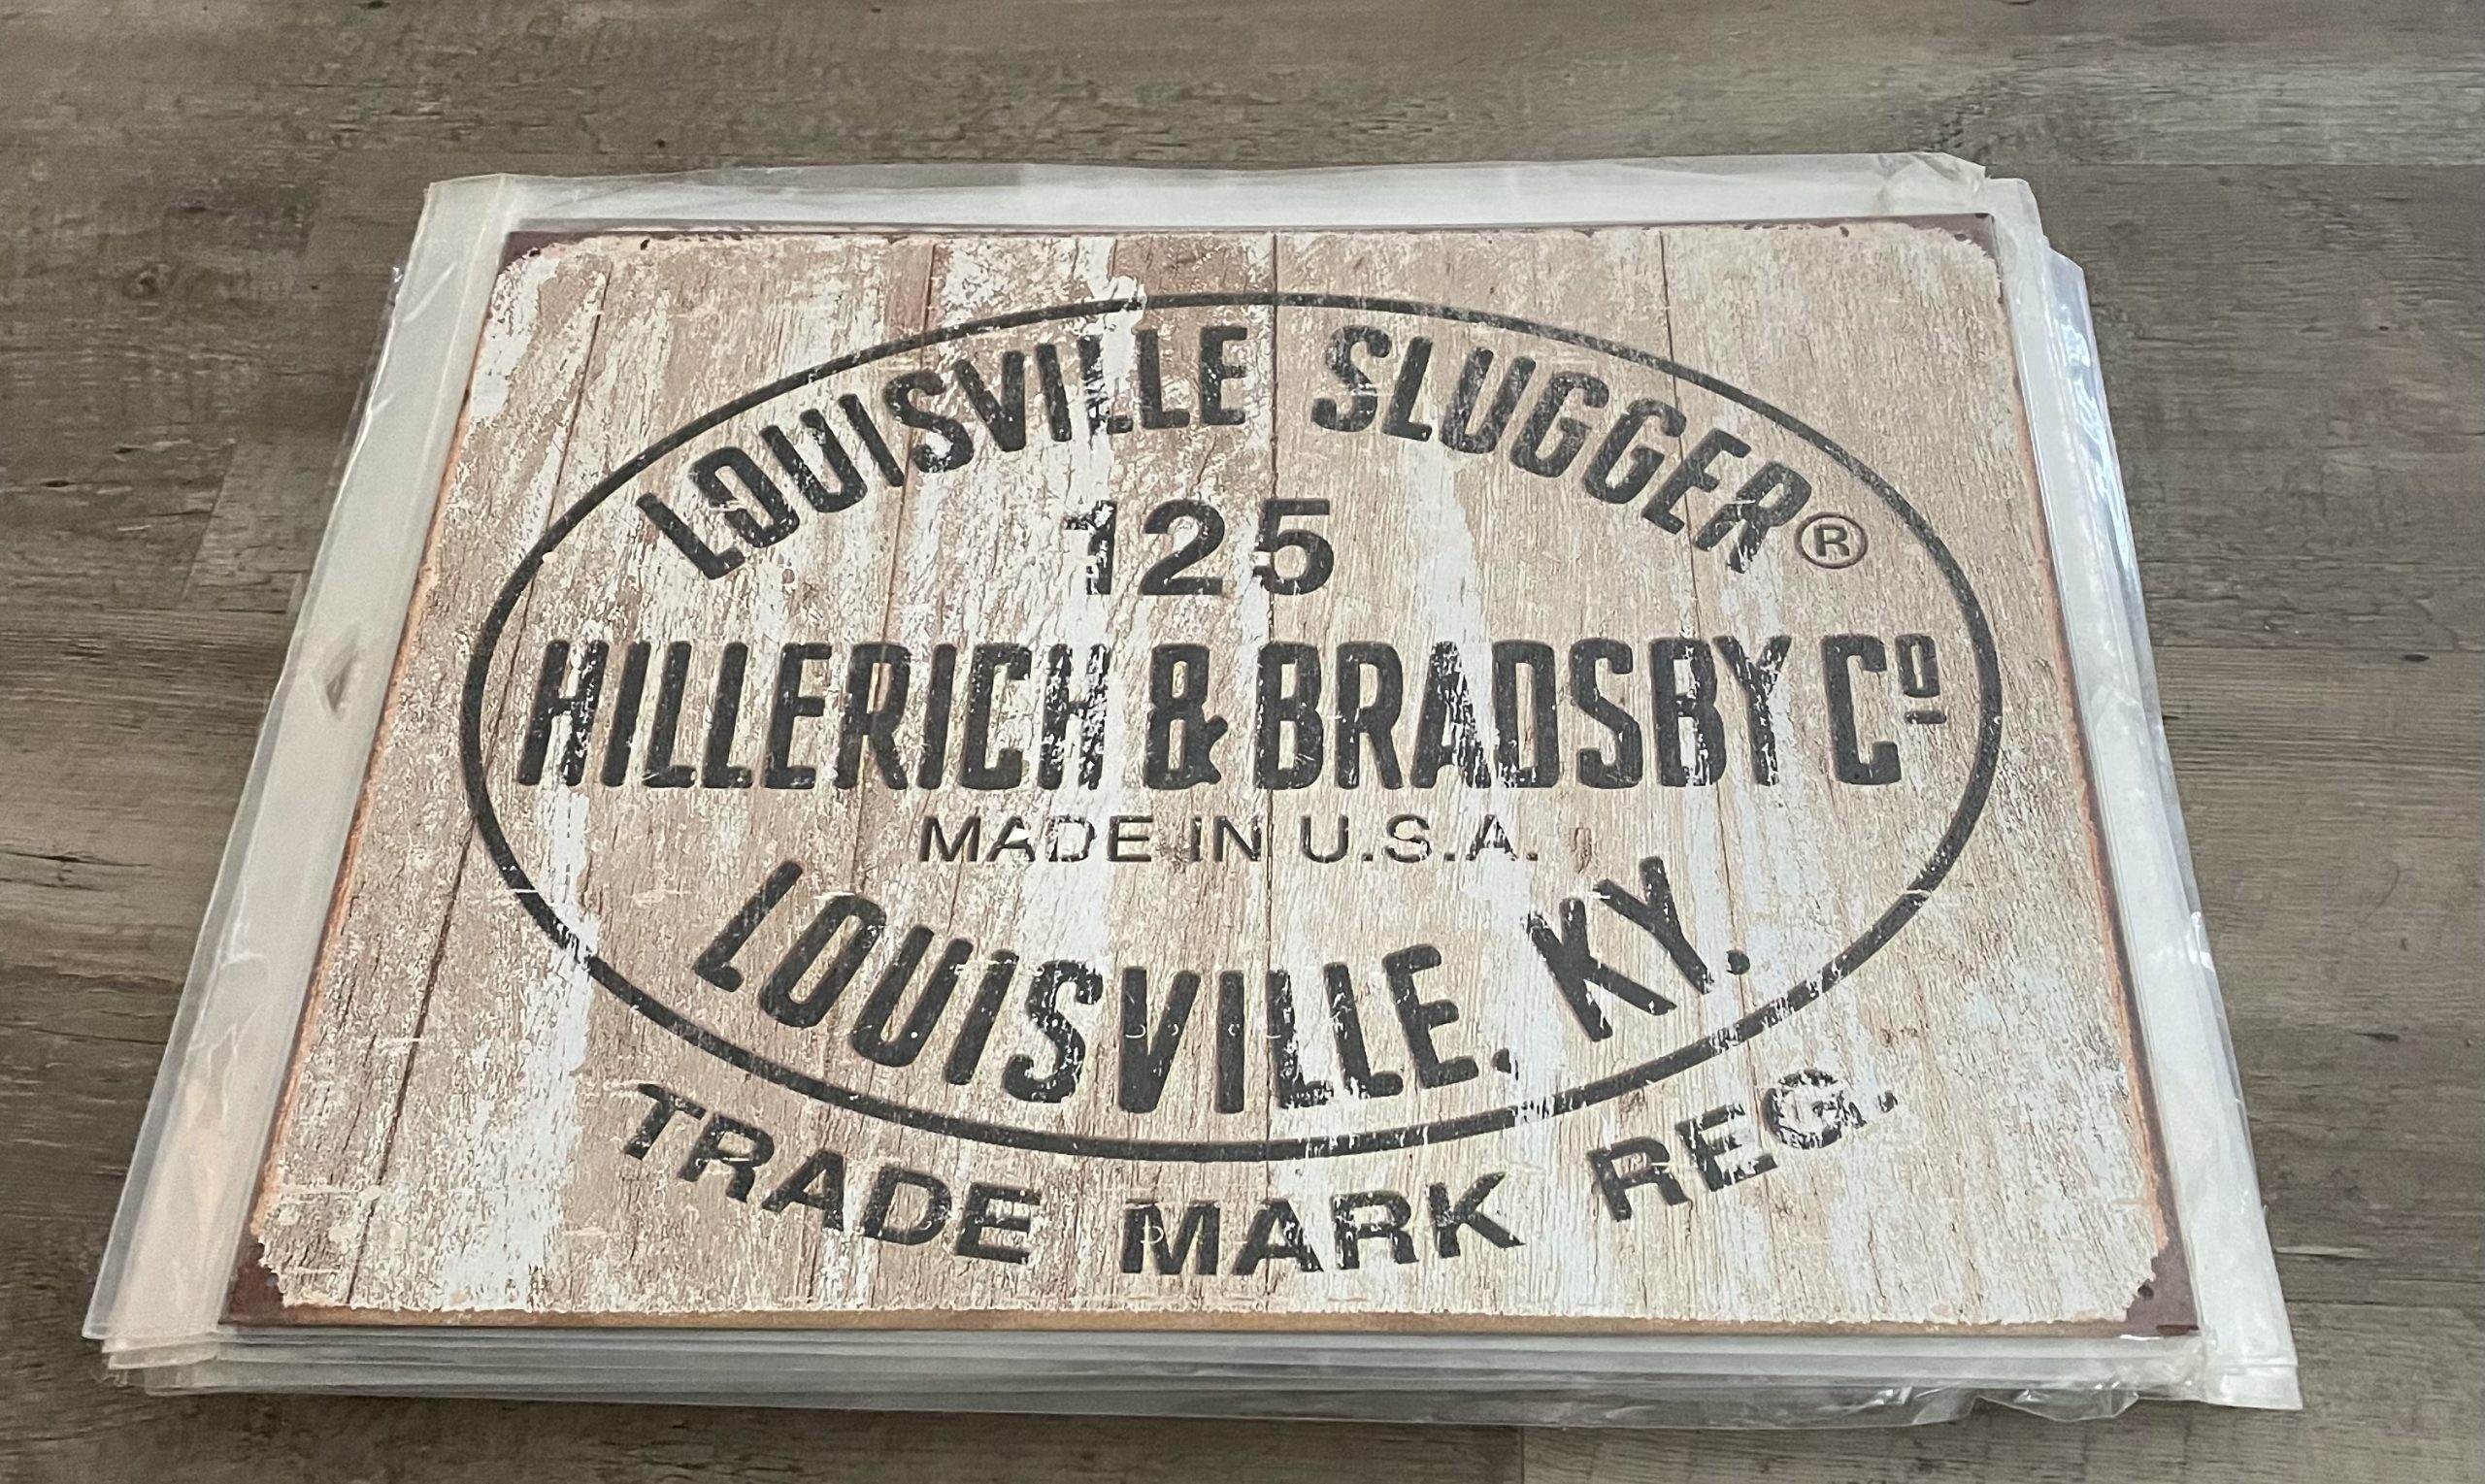 LOUISVILLE SLUGGER®
125
HILLERICH & BRADSBY Cº
MADE IN U.S.A.
LOUISVILLE. KY.
TRADE MARK REG.